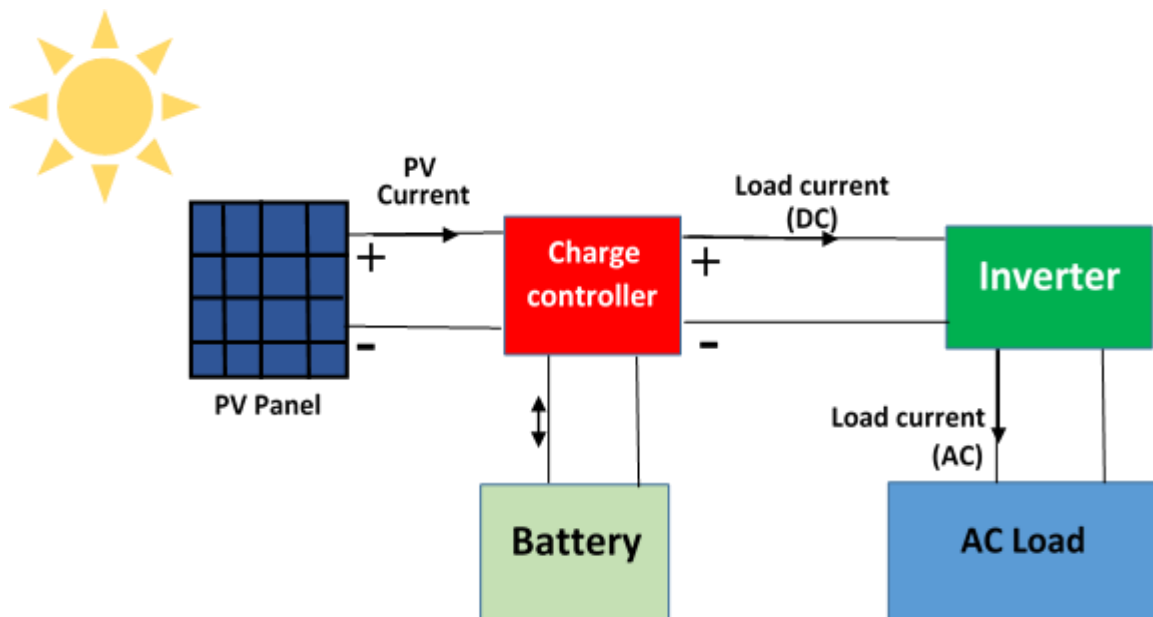 PV
Current
Load current
(DC)
+
-
PV Panel
Charge
controller
+
-
Inverter
Load current
(AC)
Battery
AC Load